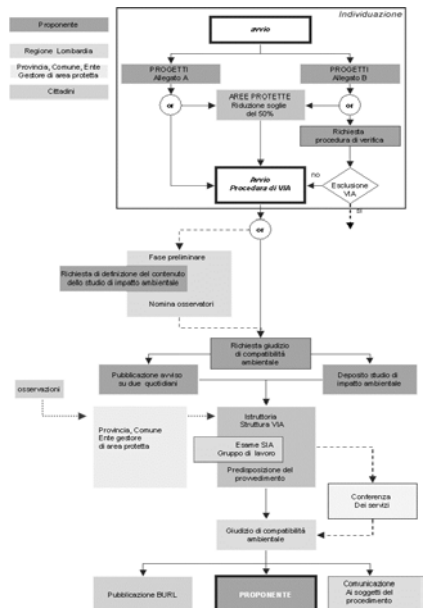 Proponente
Regione Lombardia
Provincia, Comune, Ente
Gestore di area protetta
Cittadini
Individuazione
avvio
PROGETTI
Allegato A
PROGETTI
Allegato B
or
AREE PROTETTE
Riduzione soglie
del 50%
or
Richiesta
procedura di verifica
Avvio
Procedura di VIA
no
Esclusione
VIA
si
or
Fase preliminare
Richiesta di definizione del contenuto
dello studio di impatto ambientale
Nomina osservatori
Richiesta giudizio
di compatibilità
ambientale
Pubblicazione avviso
su due quotidiani
Deposito studio di
impatto ambientale
osservazioni
Provincia, Comune
Ente gestore
di area protetta
Istruttoria
Struttura VIA
Esame SIA
Gruppo di lavoro
Predisposizione del
provvedimento
Conferenza
Dei servizi
Giudizio di compatibilità
ambientale
Pubblicazione BURL
PROPONENTE
Comunicazione
Ai soggetti del
procedimento